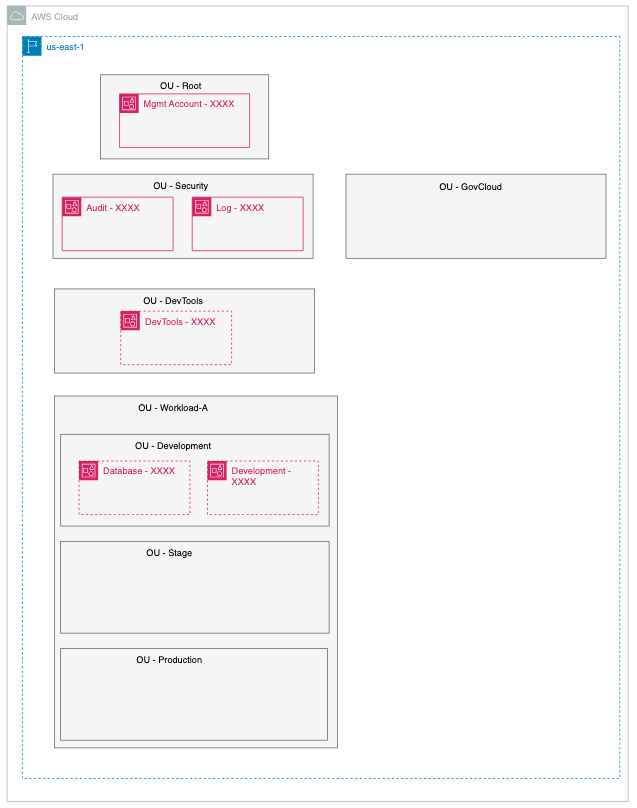 AWS Cloud
us-east-1
OU - Root
Mgmt Account - XXXX
OU - Security
Audit - XXXX
Log - XXXX
OU - GovCloud
OU - DevTools
DevTools - XXXX
OU - Workload-A
OU - Development
Database - XXXX
Development -
XXXX
OU - Stage
OU - Production